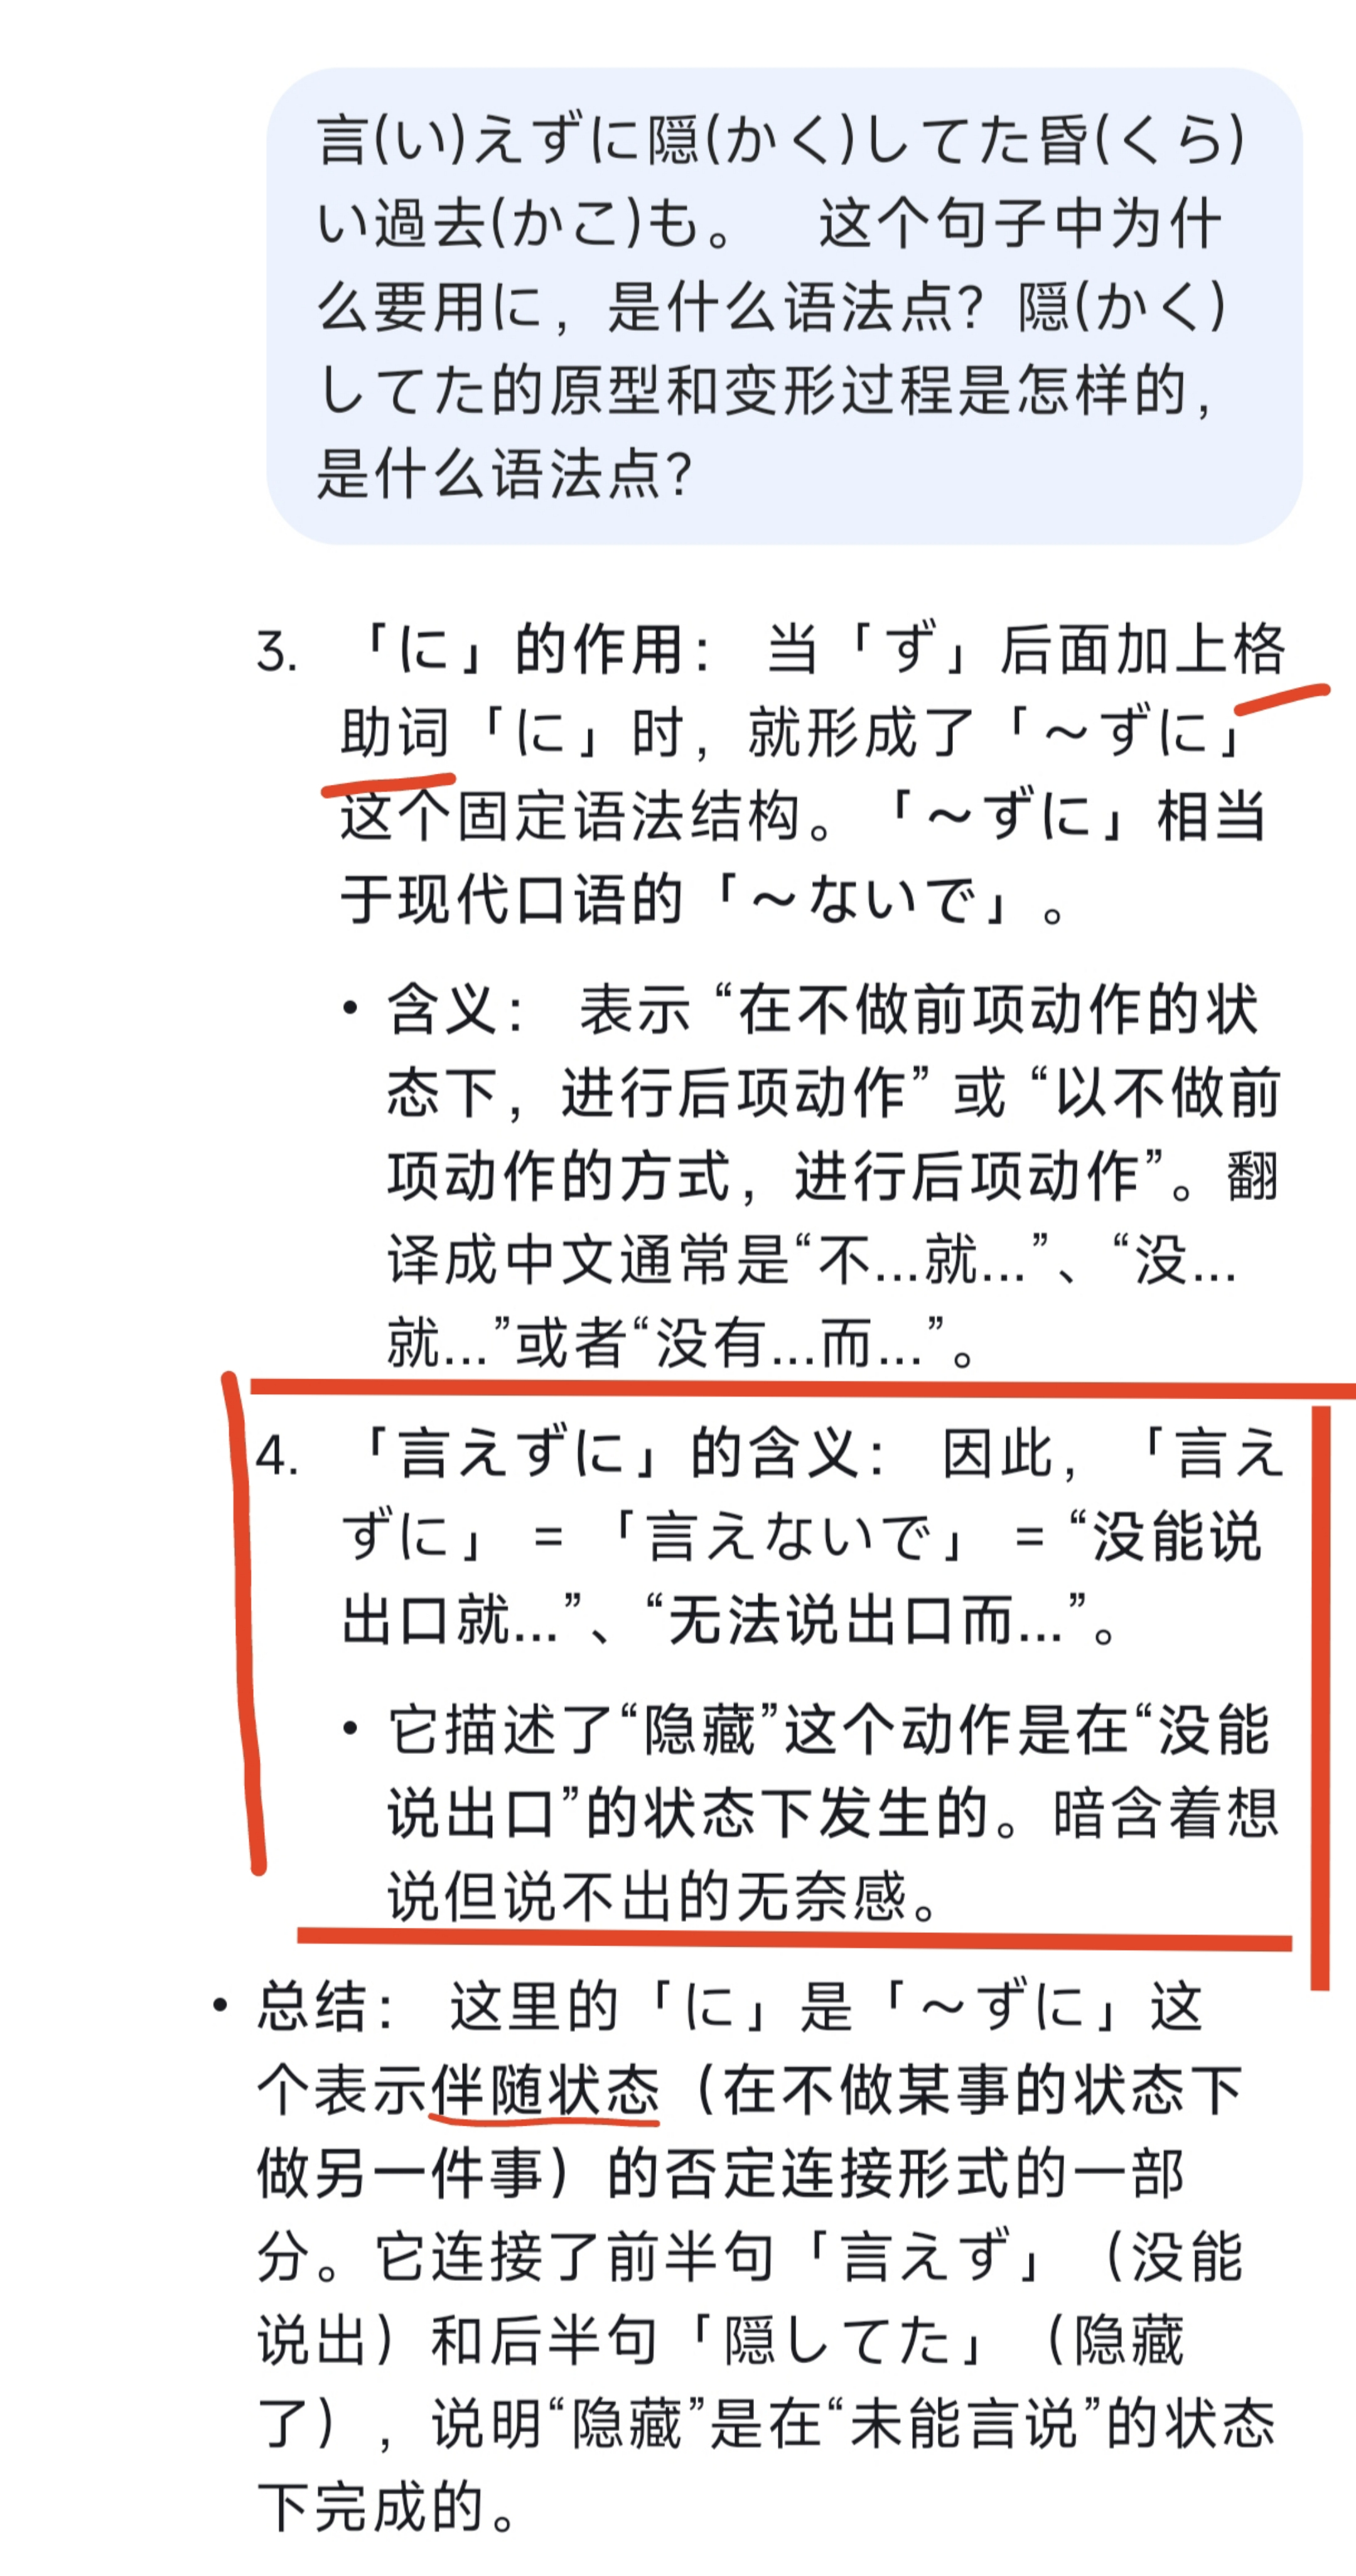 言(い)えずに隠(かく)してた昏(くら)
い過去(かこ)も。　这个句子中为什
么要用に，是什么语法点？隠(かく)
してた的原型和变形过程是怎样的，
是什么语法点？
3. 「に」的作用： 当「ず」后面加上格
助词「に」时，就形成了「～ずに」
这个固定语法结构。「～ずに」相当
于现代口语的「～ないで」。
• 含义： 表示 “在不做前项动作的状
态下，进行后项动作” 或 “以不做前
项动作的方式，进行后项动作”。翻
译成中文通常是“不...就...”、“没...
就...”或者“没有...而...”。
4. 「言えずに」的含义： 因此，「言え
ずに」 = 「言えないで」 = “没能说
出口就...”、“无法说出口而...”。
• 它描述了“隐藏”这个动作是在“没能
说出口”的状态下发生的。暗含着想
说但说不出的无奈感。
• 总结： 这里的「に」是「～ずに」这
个表示伴随状态（在不做某事的状态下
做另一件事）的否定连接形式的一部
分。它连接了前半句「言えず」（没能
说出）和后半句「隠してた」（隐藏
了），说明“隐藏”是在“未能言说”的状态
下完成的。